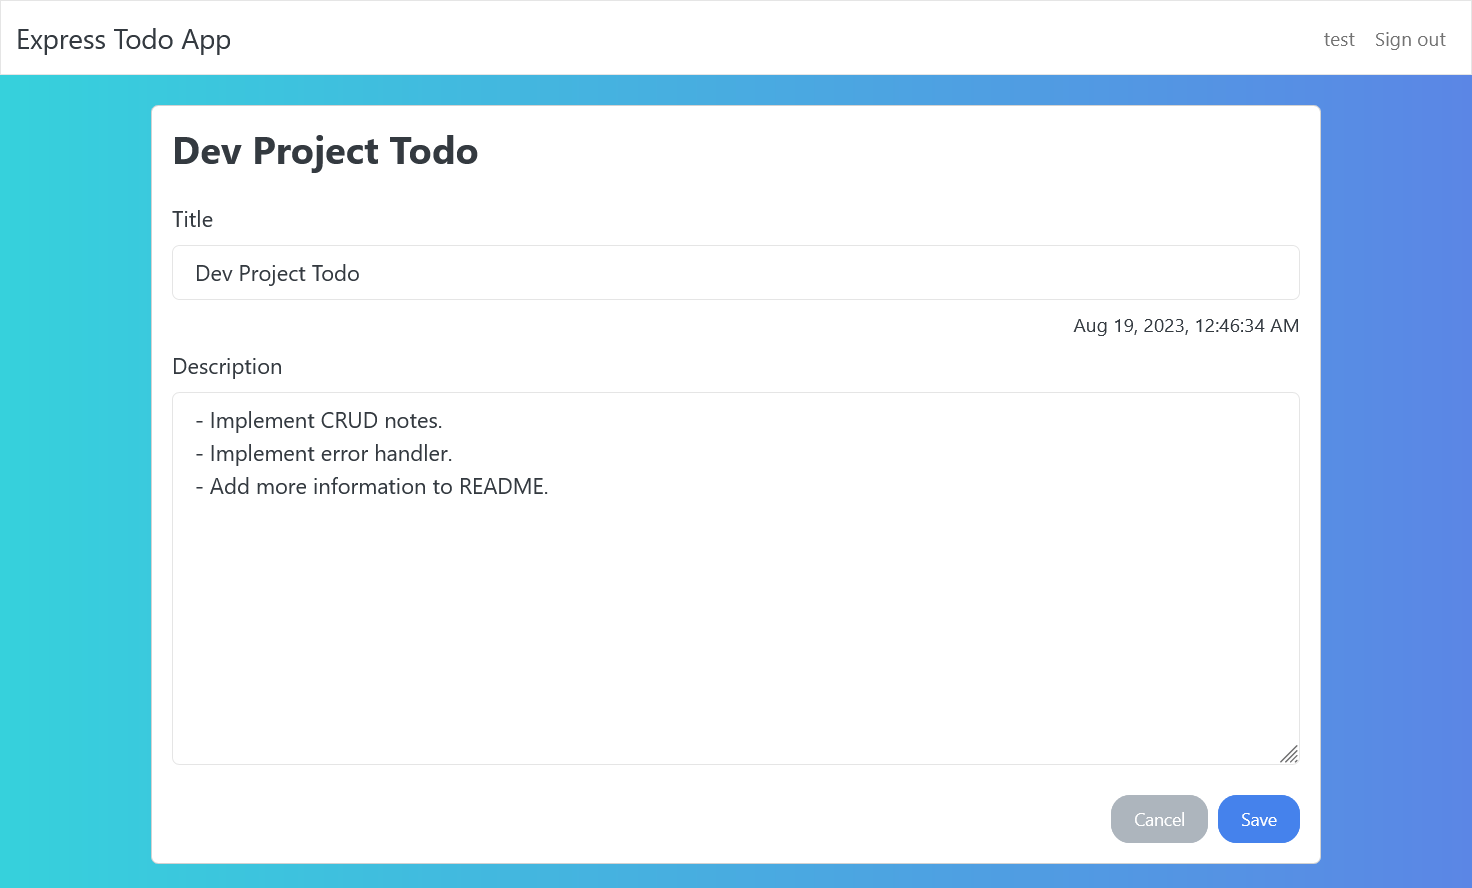 Express Todo App
test
Sign out
Dev Project Todo
Title
Dev Project Todo
Aug 19, 2023, 12:46:34 AM
Description
- Implement CRUD notes.
- Implement error handler.
- Add more information to README.
Cancel
Save